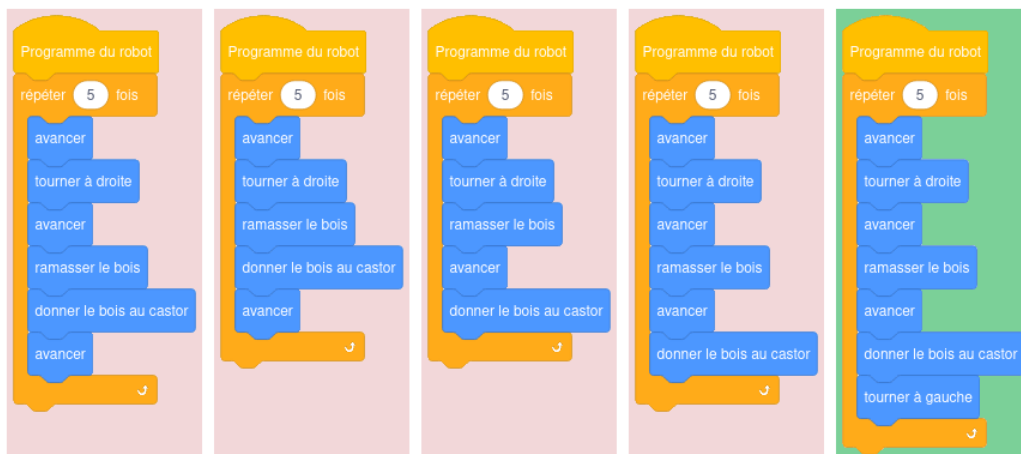 Programme du robot
répéter 5 fois
avancer
tourner à droite
avancer
ramasser le bois
donner le bois au castor
avancer
Programme du robot
répéter 5 fois
avancer
tourner à droite
ramasser le bois
donner le bois au castor
avancer
Programme du robot
répéter 5 fois
avancer
tourner à droite
ramasser le bois
avancer
donner le bois au castor
Programme du robot
répéter 5 fois
avancer
tourner à droite
avancer
ramasser le bois
avancer
donner le bois au castor
Programme du robot
répéter 5 fois
avancer
tourner à droite
avancer
ramasser le bois
avancer
donner le bois au castor
tourner à gauche